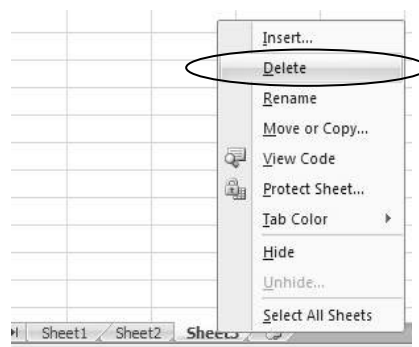 Insert...
Delete
Rename
Move or Copy...
View Code
Protect Sheet...
Tab Color
Hide
Unhide...
Select All Sheets
Sheet1 Sheet2 Sheet3